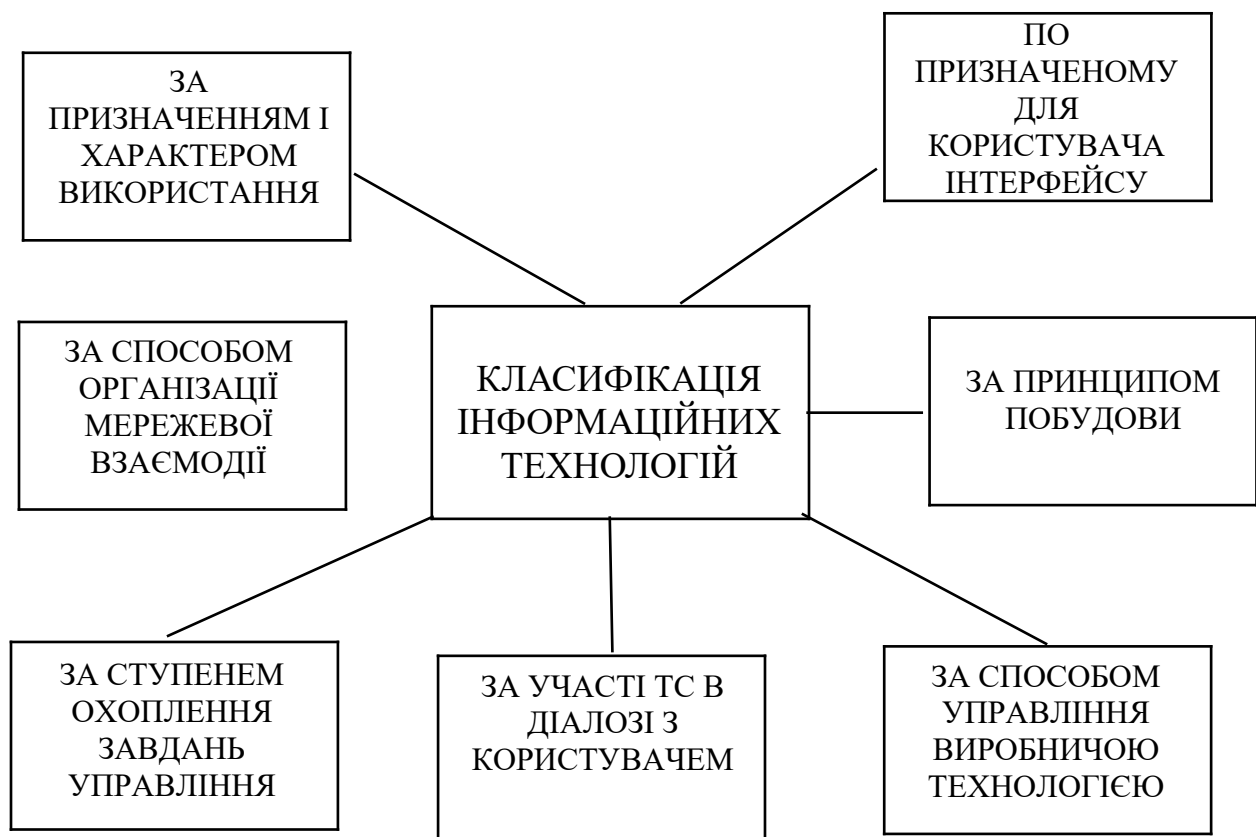 ЗА
ПРИЗНАЧЕННЯМ І
ХАРАКТЕРОМ
ВИКОРИСТАННЯ
ПО
ПРИЗНАЧЕНОМУ
ДЛЯ
КОРИСТУВАЧА
ІНТЕРФЕЙСУ
ЗА СПОСОБОМ
ОРГАНІЗАЦІЇ
МЕРЕЖЕВОЇ
ВЗАЄМОДІЇ
КЛАСИФІКАЦІЯ
ІНФОРМАЦІЙНИХ
ТЕХНОЛОГІЙ
ЗА ПРИНЦИПОМ
ПОБУДОВИ
ЗА СТУПЕНЕМ
ОХОПЛЕННЯ
ЗАВДАНЬ
УПРАВЛІННЯ
ЗА УЧАСТІ ТС В
ДІАЛОЗІ З
КОРИСТУВАЧЕМ
ЗА СПОСОБОМ
УПРАВЛІННЯ
ВИРОБНИЧОЮ
ТЕХНОЛОГІЄЮ